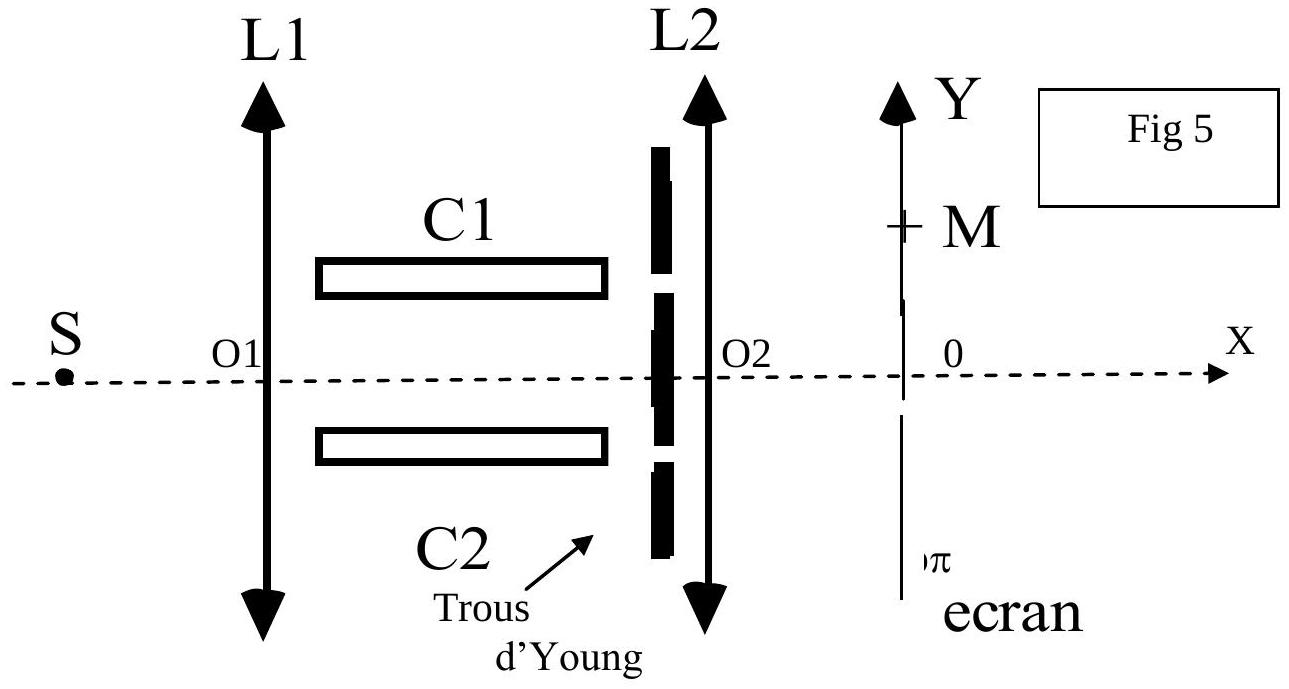 L1
L2
Y
Fig 5
C1
M
S
O1
O2
0
X
C2
π
Trous
d’Young
ecran